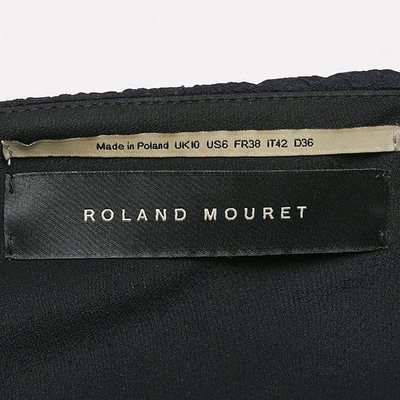 Made in Poland UK10 US6 FR38 IT42 D36
ROLAND MOURET